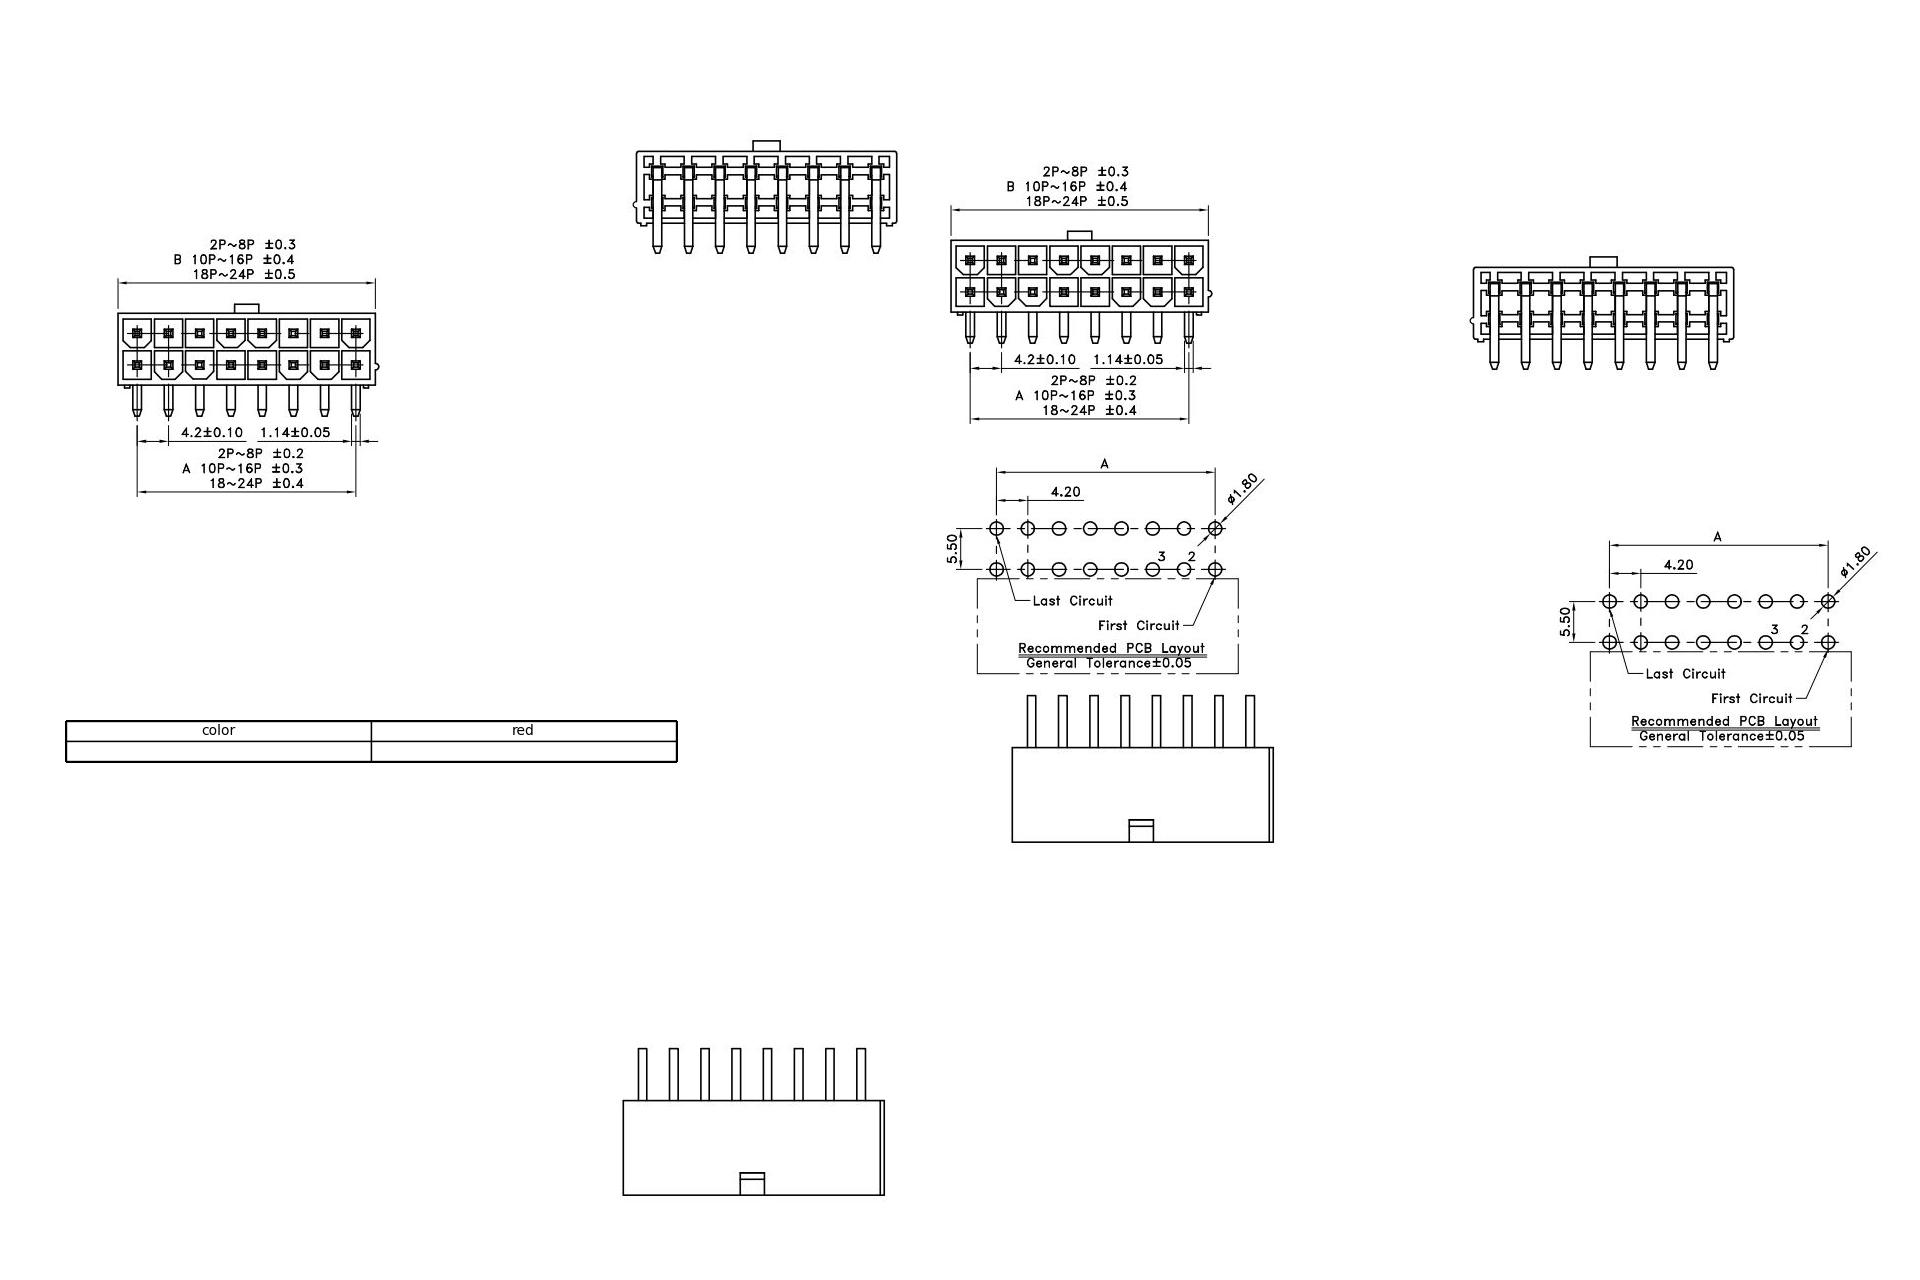 2P~8P ±0.3
B 10P~16P ±0.4
18P~24P ±0.5
4.2±0.10 1.14±0.05
2P~8P ±0.2
A 10P~16P ±0.3
18~24P ±0.4
2P~8P ±0.3
B 10P~16P ±0.4
18P~24P ±0.5
4.2±0.10 1.14±0.05
2P~8P ±0.2
A 10P~16P ±0.3
18~24P ±0.4
A
4.20
ø1.80
5.50
3 2
Last Circuit
First Circuit
Recommended PCB Layout
General Tolerance±0.05
A
4.20
ø1.80
5.50
3 2
Last Circuit
First Circuit
Recommended PCB Layout
General Tolerance±0.05
color red